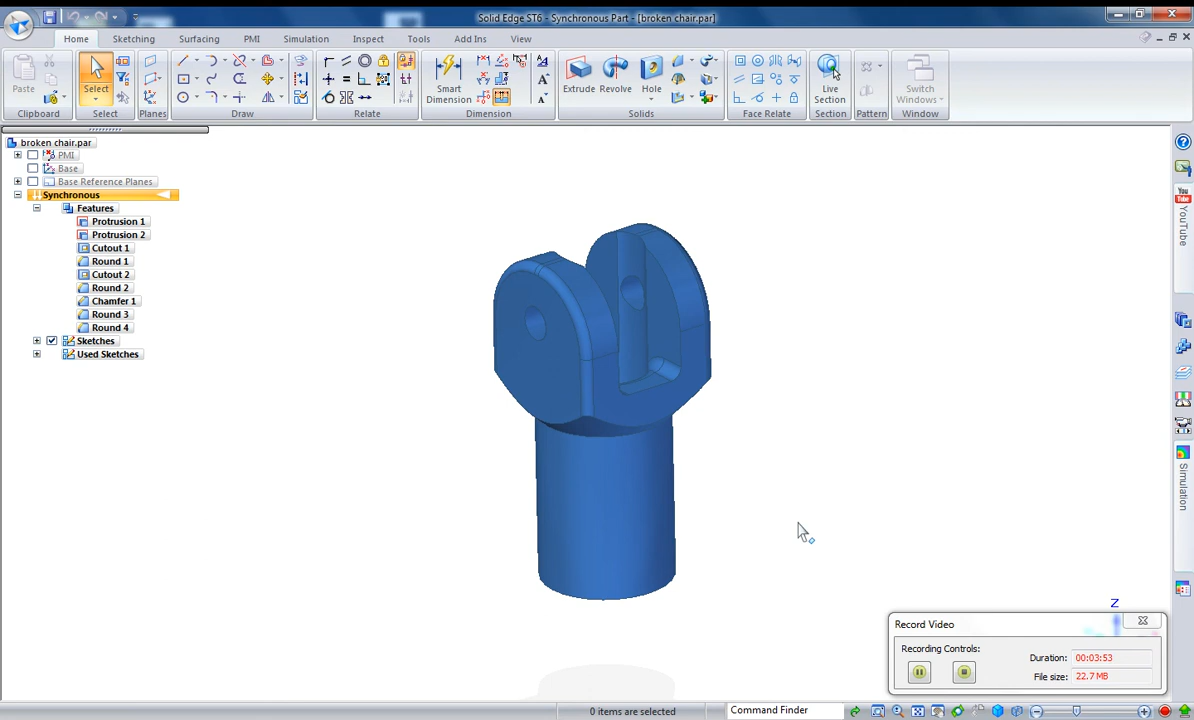 Solid Edge ST6 - Synchronous Part - [broken chair.par]
Home Sketching Surfacing PMI Simulation Inspect Tools Add Ins View
Paste
Select
Smart
Dimension
Extrude Revolve Hole
Live
Section
Switch
Windows
Clipboard Select Planes Draw Relate Dimension Solids Face Relate Section Pattern Window
broken chair.par
PMI
Base
Base Reference Planes
Synchronous
Features
Protrusion 1
Protrusion 2
Cutout 1
Round 1
Cutout 2
Round 2
Chamfer 1
Round 3
Round 4
Sketches
Used Sketches
You
Tube
YouTube
Simulation
Z
Record Video
Recording Controls:
Duration: 00:03:53
File size: 22.7 MB
0 items are selected
Command Finder